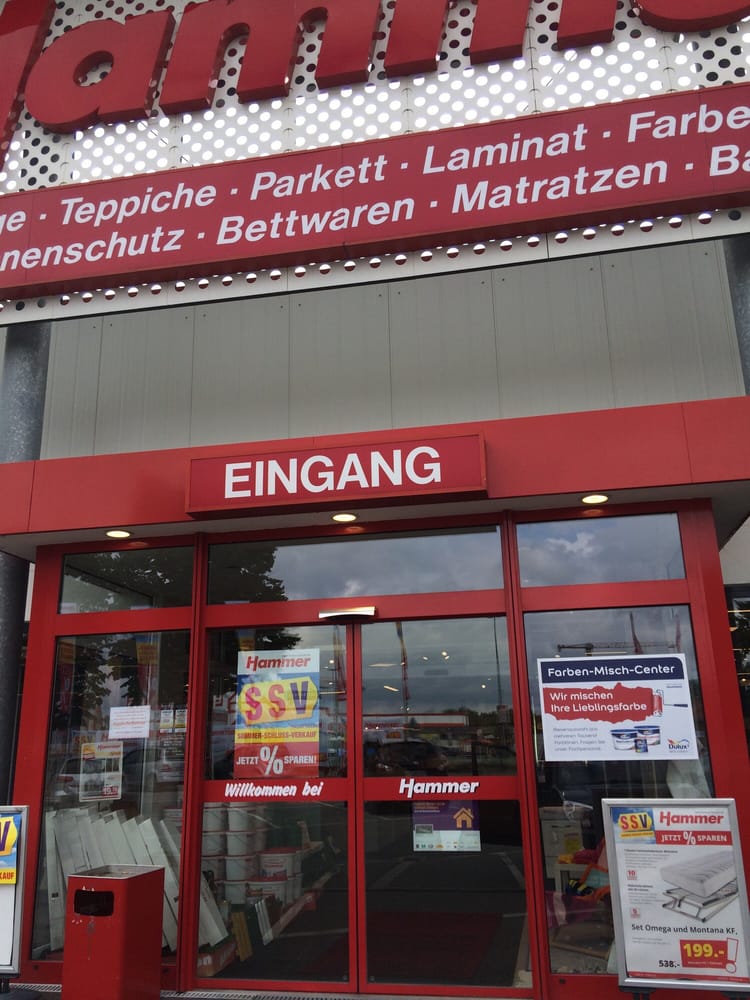 Hammer
ge · Teppiche · Parkett · Laminat · Farbe
nenschutz · Bettwaren · Matratzen · Ba
EINGANG
Hammer
SSV
SOMMER-SCHLUSS-VERKAUF
JETZT % SPAREN!
Farben-Misch-Center
Wir mischen
Ihre Lieblingsfarbe
Dulux
Willkommen bei
Hammer
V
KAUF
SSV
Hammer
JETZT % SPAREN
Set Omega und Montana KF,
538.-
199.-